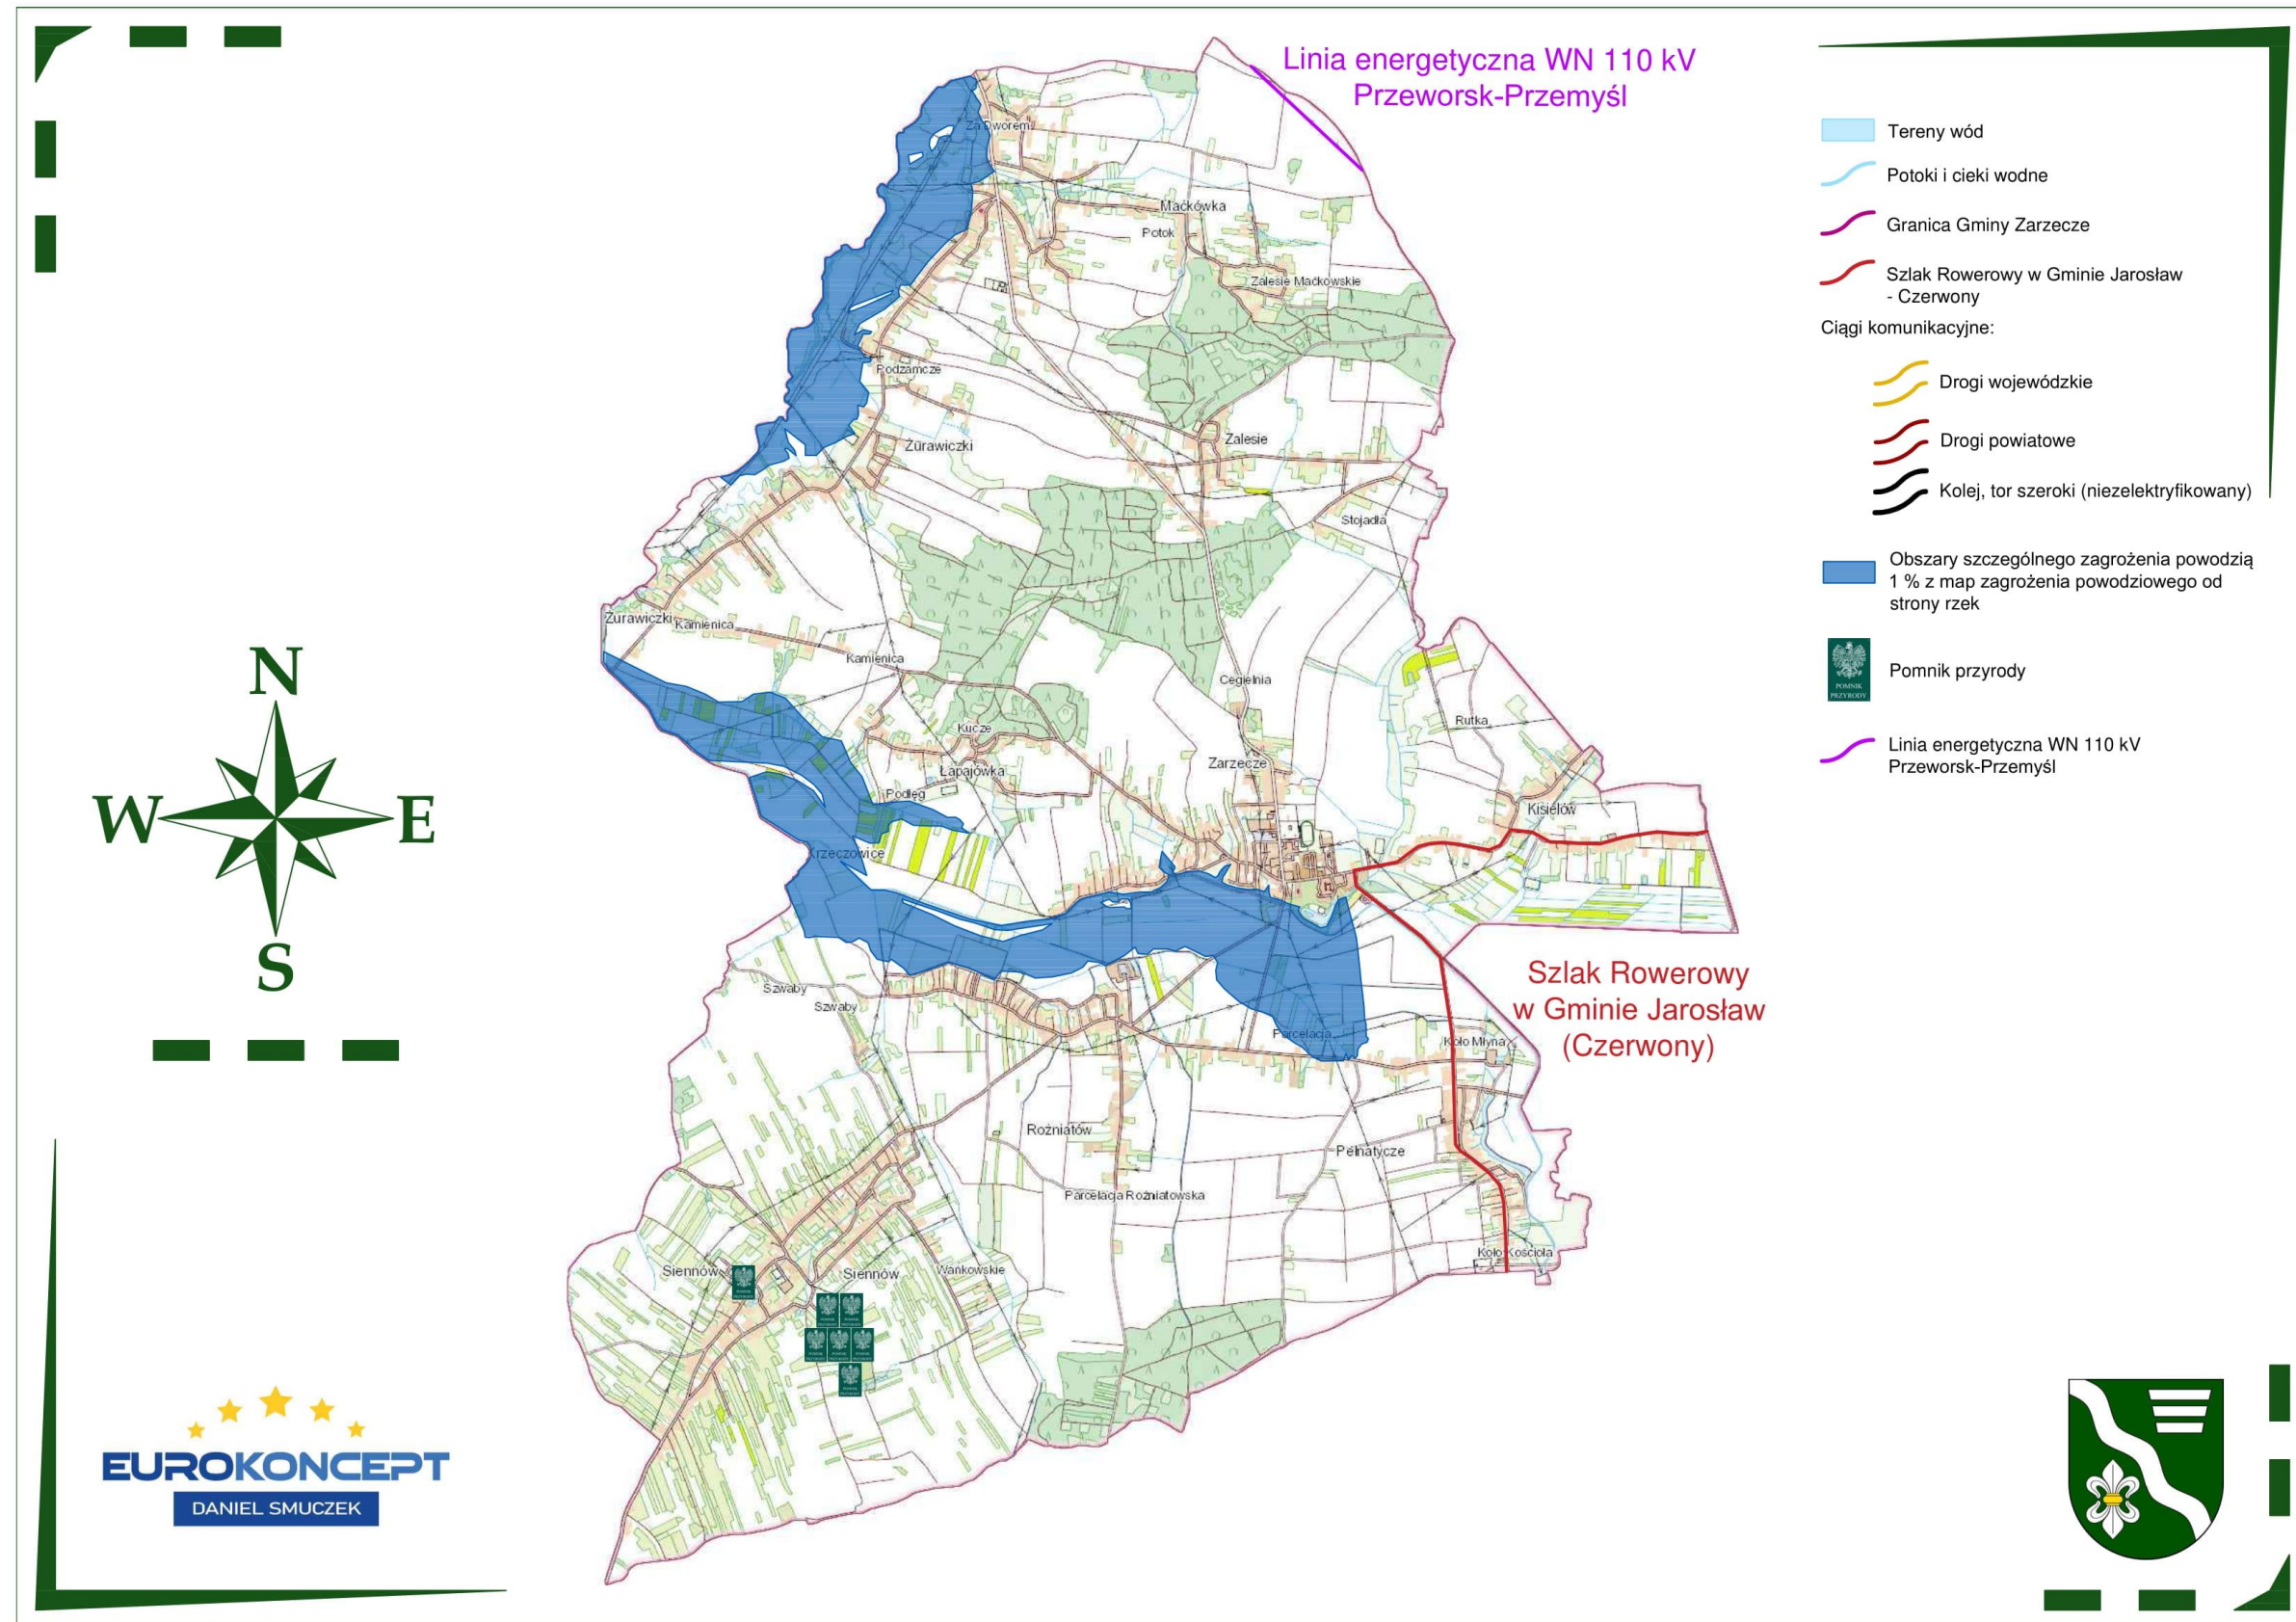 Linia energetyczna WN 110 kV
Przeworsk-Przemyśl
Tereny wód
Potoki i cieki wodne
Granica Gminy Zarzecze
Szlak Rowerowy w Gminie Jarosław
- Czerwony
Ciągi komunikacyjne:
Drogi wojewódzkie
Drogi powiatowe
Kolej, tor szeroki (niezelektryfikowany)
Obszary szczególnego zagrożenia powodzią
1 % z map zagrożenia powodziowego od
strony rzek
POMNIK
PRZYRODY
Pomnik przyrody
Linia energetyczna WN 110 kV
Przeworsk-Przemyśl
Za Dworem
Maćkówka
Potok
Zalesie Maćkowskie
Podzamcze
Zalesie
Żurawiczki
Stojadła
Żurawiczki
Kamienica
Kamienica
Cegielnia
Rutka
Kucze
Zarzecze
Łapajówka
Podłęg
Kisielów
Krzeczowice
Szwaby
Szwaby
Parcelacja
Koło Młyna
Rożniatów
Pełnatycze
Parcelacja Rożniatowska
Koło Kościoła
Siennów
Siennów
Wańkowskie
Szlak Rowerowy
w Gminie Jarosław
(Czerwony)
N
W
E
S
EUROKONCEPT
DANIEL SMUCZEK